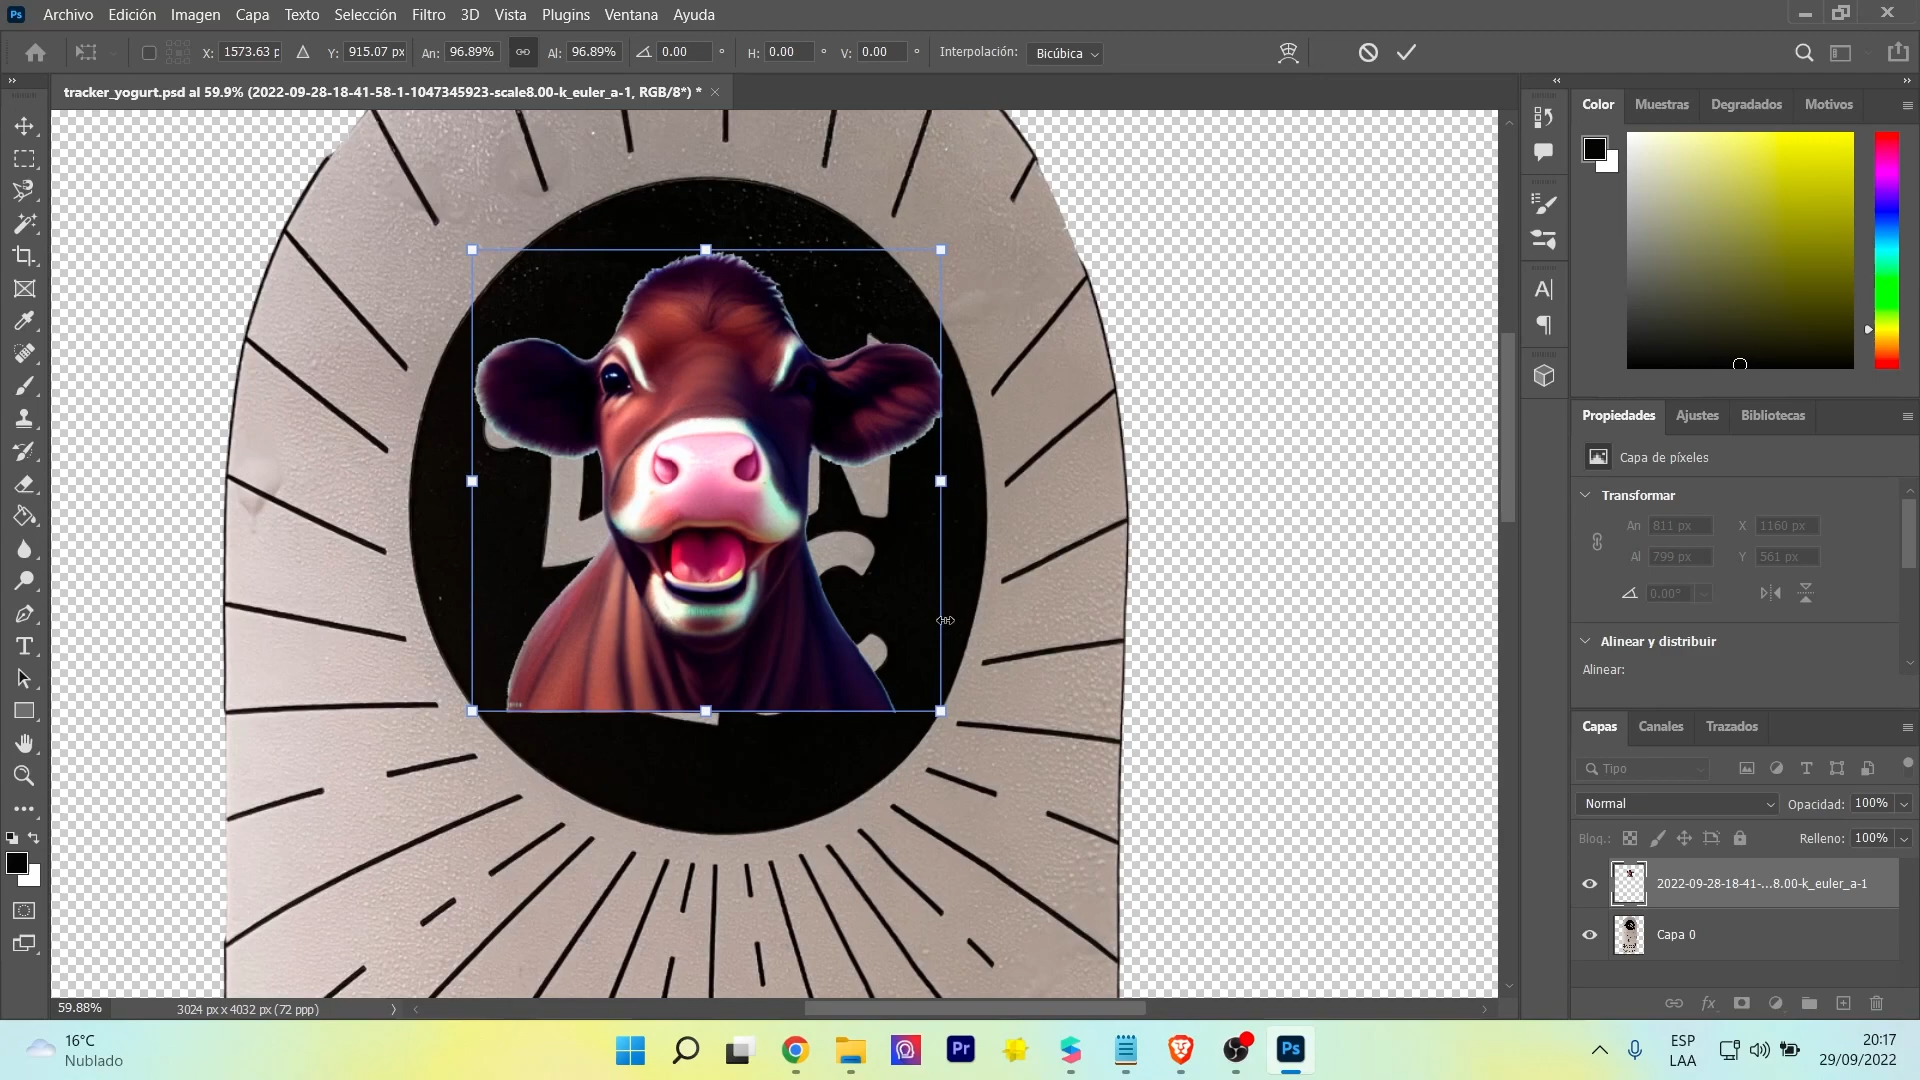 Ps Archivo Edición Imagen Capa Texto Selección Filtro 3D Vista Plugins Ventana Ayuda
X: 1573.63 p Y: 915.07 px An: 96.89% Al: 96.89% 0.00 ° H: 0.00 ° V: 0.00 ° Interpolación: Bicúbica
tracker_yogurt.psd al 59.9% (2022-09-28-18-41-58-1-1047345923-scale8.00-k_euler_a-1, RGB/8*) *
Color Muestras Degradados Motivos
Propiedades Ajustes Bibliotecas
Capa de píxeles
Transformar
An 811 px X 1160 px
Al 799 px Y 561 px
0.00°
Alinear y distribuir
Alinear:
Capas Canales Trazados
Tipo
Normal Opacidad: 100%
Bloq.: Relleno: 100%
2022-09-28-18-41-...8.00-k_euler_a-1
Capa 0
59.88% 3024 px x 4032 px (72 ppp)
16°C
Nublado
Pr
Ps
ESP
LAA
20:17
29/09/2022